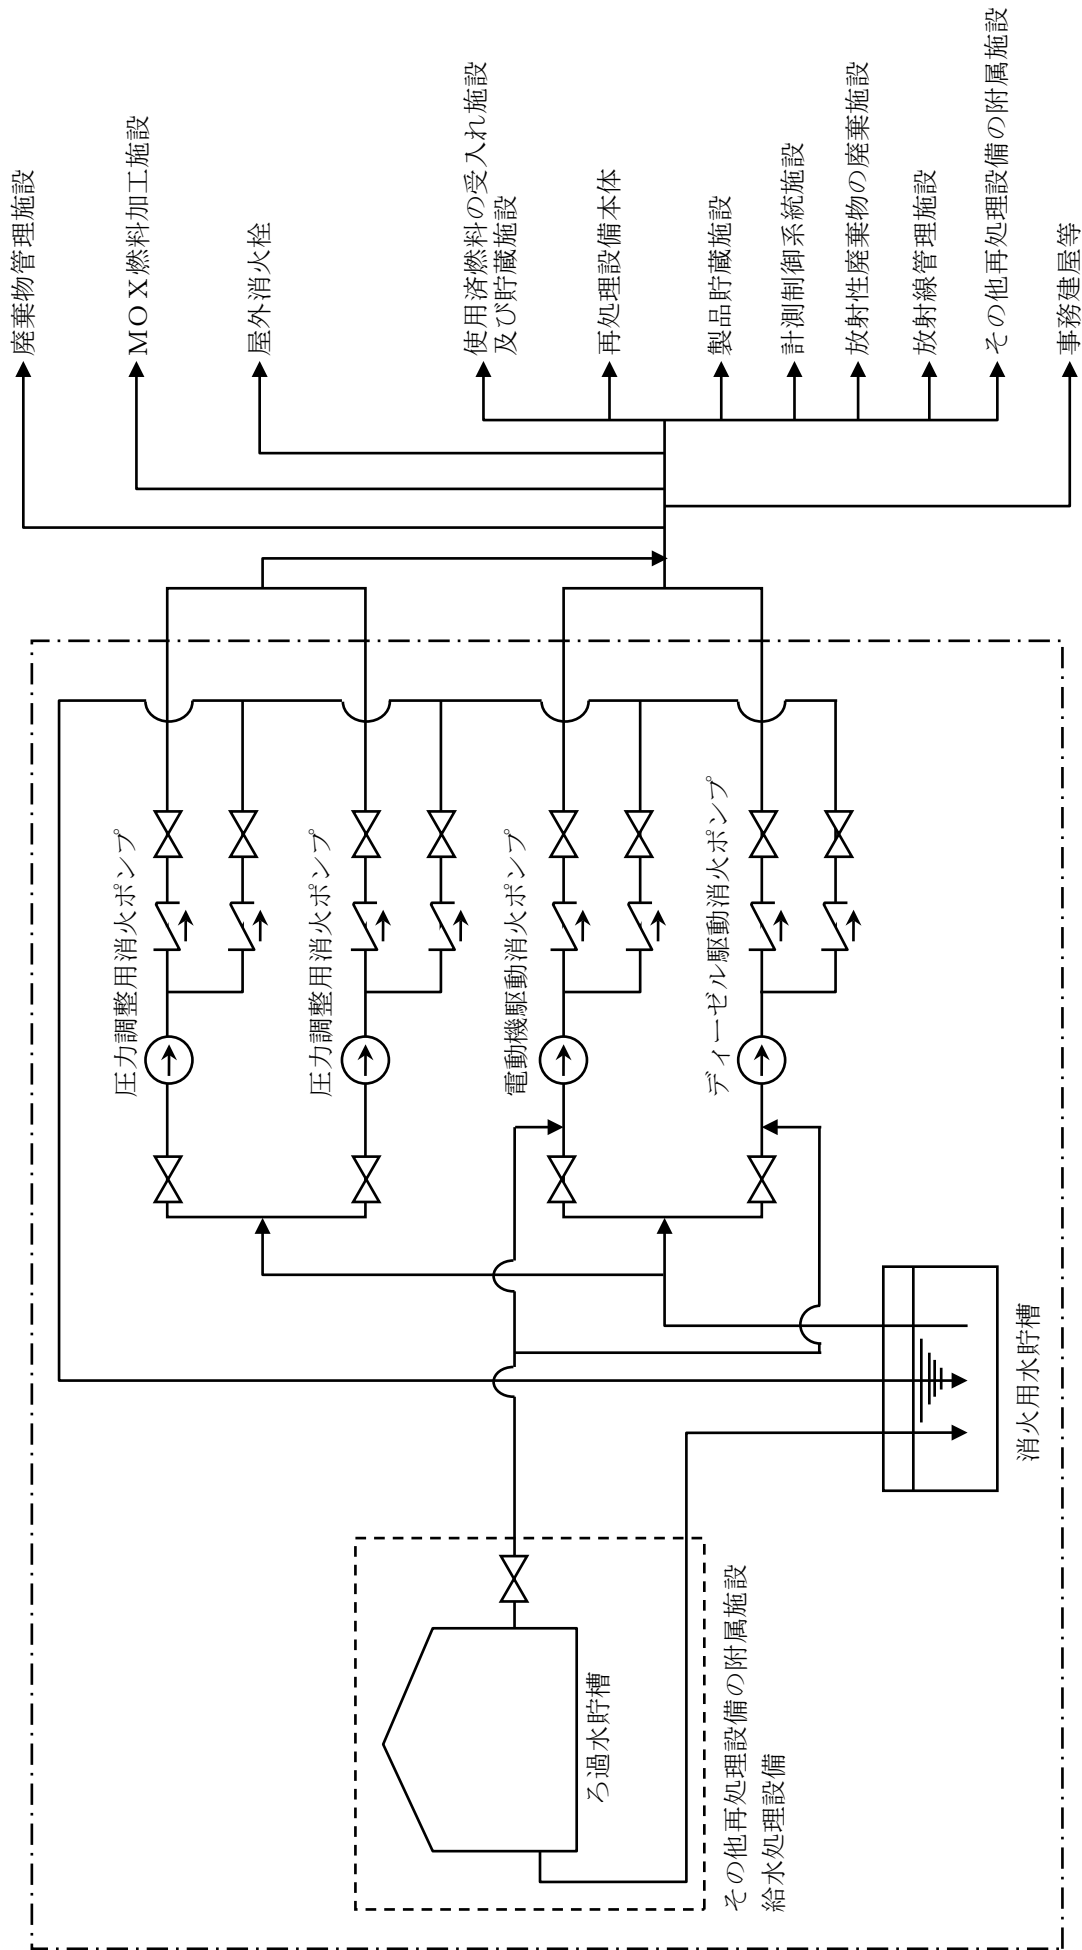 廃棄物管理施設
MOX燃料加工施設
屋外消火栓
使用済燃料の受入れ施設
及び貯蔵施設
再処理設備本体
製品貯蔵施設
計測制御系統施設
放射性廃棄物の廃棄施設
放射線管理施設
その他再処理設備の附属施設
事務建屋等
圧力調整用消火ポンプ
圧力調整用消火ポンプ
電動機駆動消火ポンプ
ディーゼル駆動消火ポンプ
消火用水貯槽
ろ過水貯槽
その他再処理設備の附属施設
給水処理設備